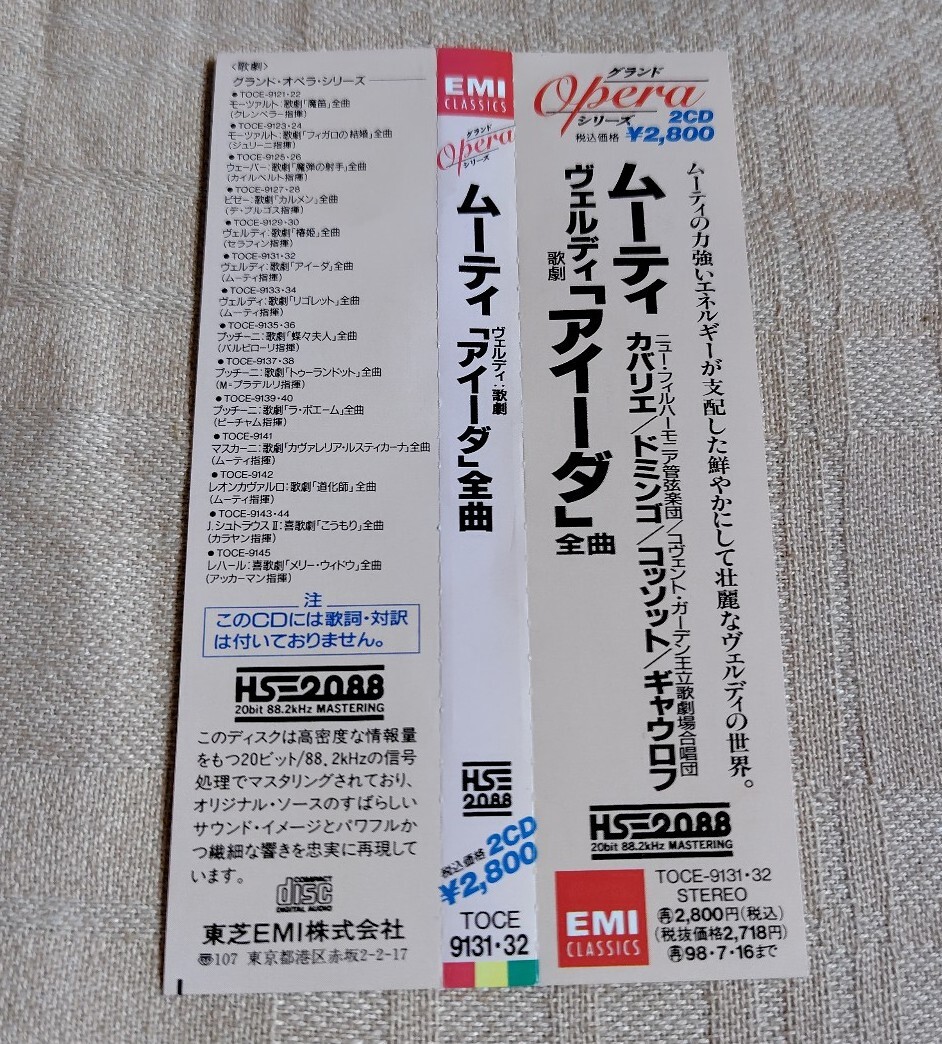 〈歌劇〉
グランド・オペラ・シリーズ
●TOCE-9121・22
モーツァルト:歌劇「魔笛」全曲
(クレンペラー指揮)
●TOCE-9123・24
モーツァルト:歌劇「フィガロの結婚」全曲
(ジュリーニ指揮)
●TOCE-9125・26
ウェーバー:歌劇「魔弾の射手」全曲
(カイルベルト指揮)
●TOCE-9127・28
ビゼー:歌劇「カルメン」全曲
(デ・ブルゴス指揮)
●TOCE-9129・30
ヴェルディ:歌劇「椿姫」全曲
(セラフィン指揮)
●TOCE-9131・32
ヴェルディ:歌劇「アイーダ」全曲
(ムーティ指揮)
●TOCE-9133・34
ヴェルディ:歌劇「リゴレット」全曲
(ムーティ指揮)
●TOCE-9135・36
プッチーニ:歌劇「蝶々夫人」全曲
(バルビローリ指揮)
●TOCE-9137・38
プッチーニ:歌劇「トゥーランドット」全曲
(M=プラデルリ指揮)
●TOCE-9139・40
プッチーニ:歌劇「ラ・ボエーム」全曲
(ビーチャム指揮)
●TOCE-9141
マスカーニ:歌劇「カヴァレリア・ルスティカーナ」全曲
(ムーティ指揮)
●TOCE-9142
レオンカヴァルロ:歌劇「道化師」全曲
(ムーティ指揮)
●TOCE-9143・44
J.シュトラウスⅡ:喜歌劇「こうもり」全曲
(カラヤン指揮)
●TOCE-9145
レハール:喜歌劇「メリー・ウィドウ」全曲
(アッカーマン指揮)
注
このCDには歌詞・対訳
は付いておりません。
HS2088
20bit 88.2kHz MASTERING
このディスクは高密度な情報量
をもつ20ビット/88.2kHzの信号
処理でマスタリングされており、
オリジナル・ソースのすばらしい
サウンド・イメージとパワフルか
つ繊細な響きを忠実に再現して
います。
COMPACT
disc
DIGITAL AUDIO
東芝EMI株式会社
〠107 東京都港区赤坂2-2-17
EMI
CLASSICS
グランド
Opera
シリーズ
ムーティ
ヴェルディ:歌劇
「アイーダ」全曲
HS
2088
税込価格 2CD
¥2,800
TOCE
9131・32
グランド
Opera
シリーズ 2CD
税込価格 ¥2,800
ムーティの力強いエネルギーが支配した鮮やかにして壮麗なヴェルディの世界。
ムーティ
ヴェルディ
歌劇
「アイーダ」全曲
ニュー・フィルハーモニア管弦楽団/コヴェント・ガーデン王立歌劇場合唱団
カバリエ/ドミンゴ/コッソット/ギャウロフ
HS2088
20bit 88.2kHz MASTERING
EMI
CLASSICS
TOCE-9131・32
STEREO
㊂2,800円(税込)
(税抜価格2,718円)
㊂98・7・16まで